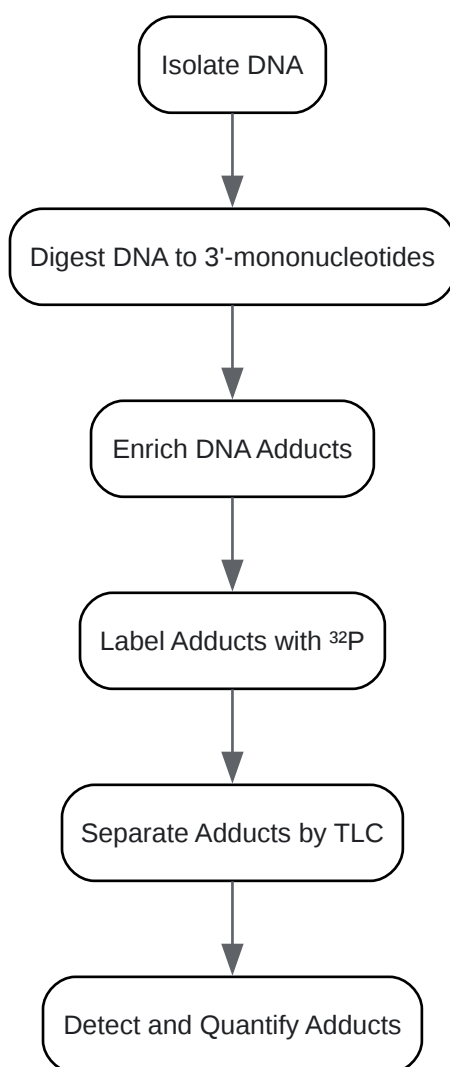 Isolate DNA
Digest DNA to 3'-mononucleotides
Enrich DNA Adducts
Label Adducts with ³²P
Separate Adducts by TLC
Detect and Quantify Adducts